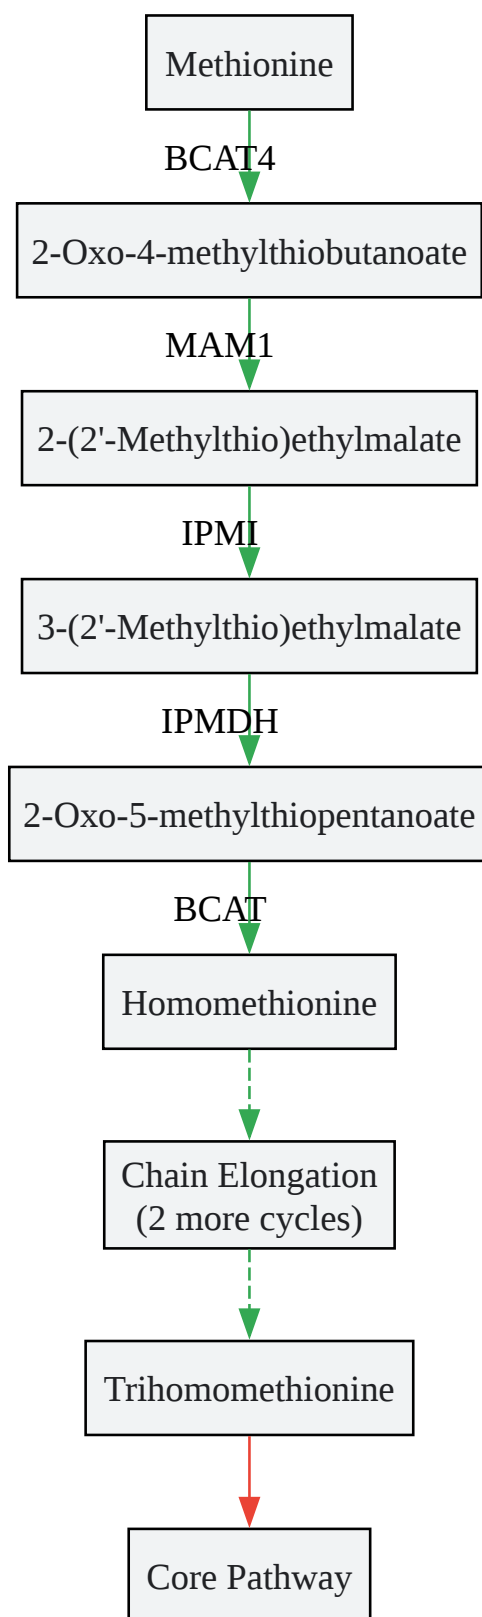 Methionine
BCAT4
2-Oxo-4-methylthiobutanoate
MAM1
2-(2'-Methylthio)ethylmalate
IPMI
3-(2'-Methylthio)ethylmalate
IPMDH
2-Oxo-5-methylthiopentanoate
BCAT
Homomethionine
Chain Elongation
(2 more cycles)
Trihomomethionine
Core Pathway